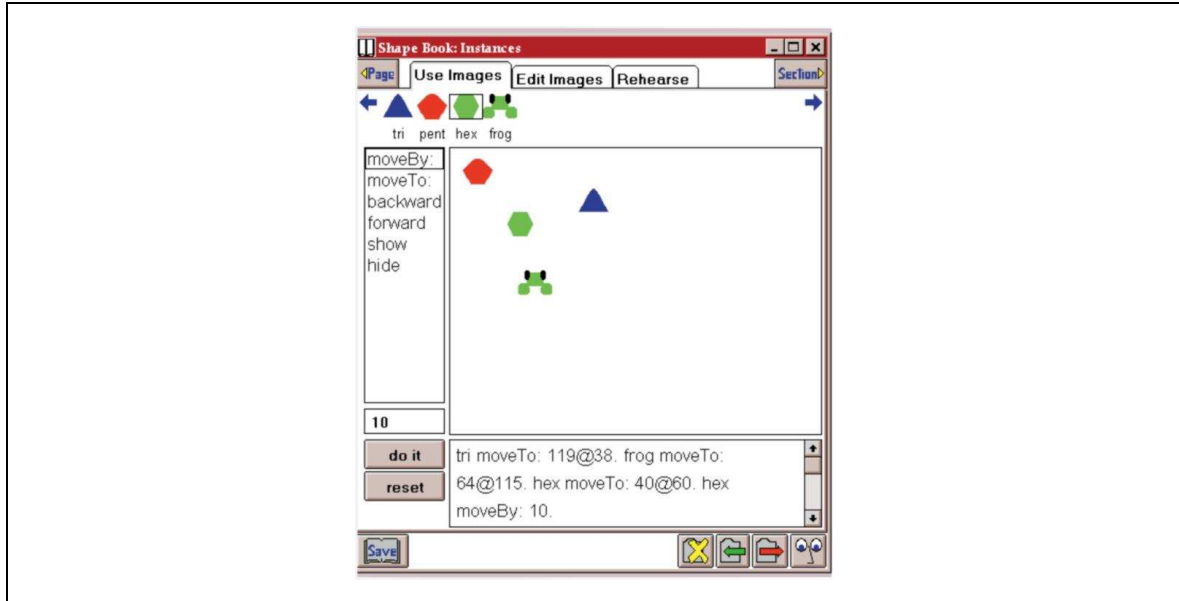 Shape Book: Instances
Page
Use Images
Edit Images
Rehearse
Section
tri pent hex frog
moveBy:
moveTo:
backward
forward
show
hide
10
do it
reset
tri moveTo: 119@38. frog moveTo:
64@115. hex moveTo: 40@60. hex
moveBy: 10.
Save